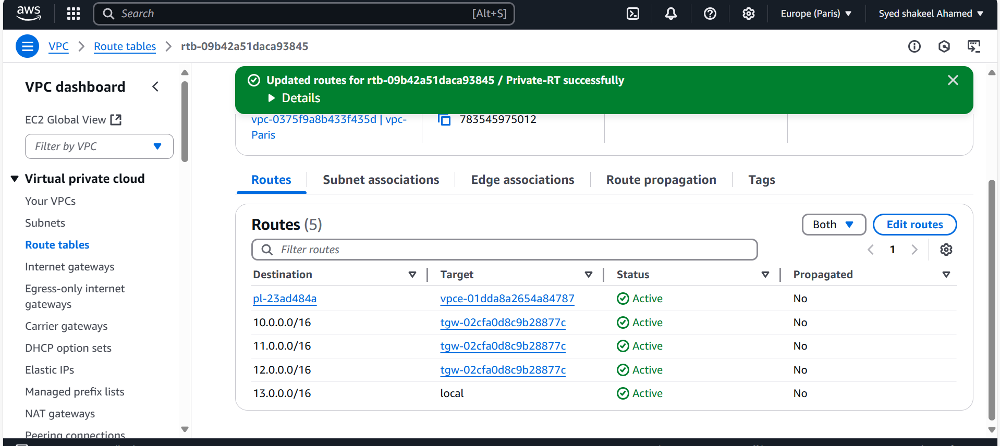 aws
Search [Alt+S]
Europe (Paris)
Syed shakeel Ahamed
VPC
Route tables
rtb-09b42a51daca93845
VPC dashboard
EC2 Global View
Filter by VPC
Virtual private cloud
Your VPCs
Subnets
Route tables
Internet gateways
Egress-only internet
gateways
Carrier gateways
DHCP option sets
Elastic IPs
Managed prefix lists
NAT gateways
Peering connections
Updated routes for rtb-09b42a51daca93845 / Private-RT successfully
Details
vpc-0375f9a8b433f435d | vpc-
Paris
783545975012
Routes
Subnet associations
Edge associations
Route propagation
Tags
Routes (5)
Both
Edit routes
Filter routes
1
Destination Target Status Propagated
pl-23ad484a vpce-01dda8a2654a84787 Active No
10.0.0.0/16 tgw-02cfa0d8c9b28877c Active No
11.0.0.0/16 tgw-02cfa0d8c9b28877c Active No
12.0.0.0/16 tgw-02cfa0d8c9b28877c Active No
13.0.0.0/16 local Active No